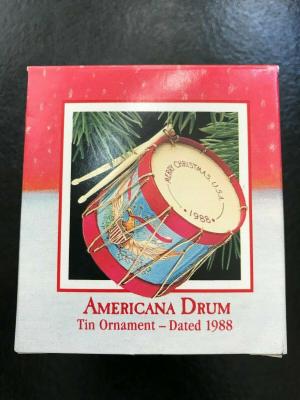 MERRY CHRISTMAS, U.S.A.
• 1988 •
AMERICANA DRUM
Tin Ornament – Dated 1988